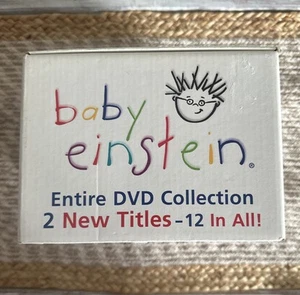 baby
einstein®
Entire DVD Collection
2 New Titles - 12 In All!